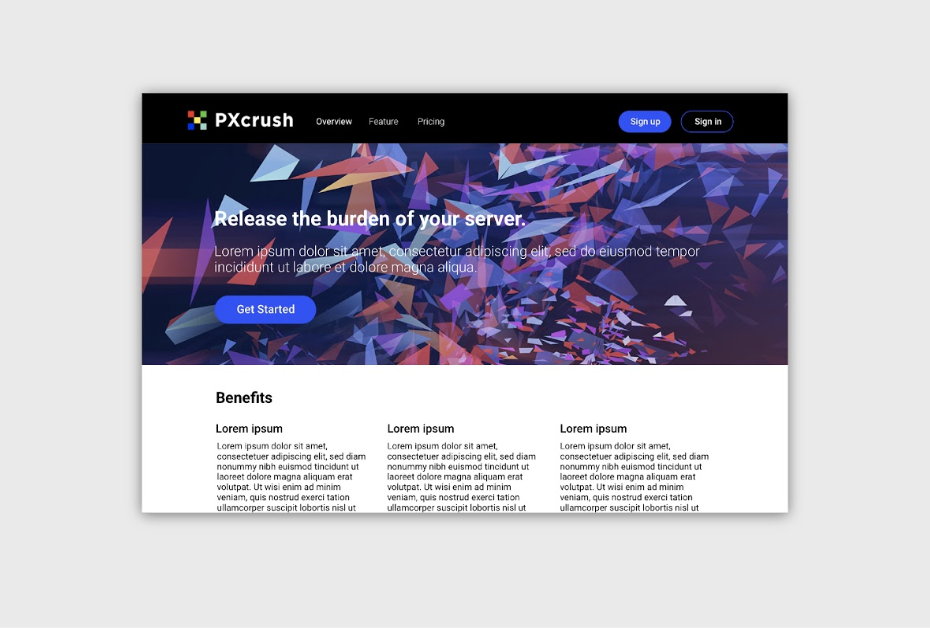 PXcrush Overview Feature Pricing Sign up Sign in
Release the burden of your server.
Lorem ipsum dolor sit amet, consectetur adipiscing elit, sed do eiusmod tempor
incididunt ut labore et dolore magna aliqua.
Get Started
Benefits
Lorem ipsum
Lorem ipsum dolor sit amet,
consectetuer adipiscing elit, sed diam
nonummy nibh euismod tincidunt ut
laoreet dolore magna aliquam erat
volutpat. Ut wisi enim ad minim
veniam, quis nostrud exerci tation
ullamcorper suscipit lobortis nisl ut
Lorem ipsum
Lorem ipsum dolor sit amet,
consectetuer adipiscing elit, sed diam
nonummy nibh euismod tincidunt ut
laoreet dolore magna aliquam erat
volutpat. Ut wisi enim ad minim
veniam, quis nostrud exerci tation
ullamcorper suscipit lobortis nisl ut
Lorem ipsum
Lorem ipsum dolor sit amet,
consectetuer adipiscing elit, sed diam
nonummy nibh euismod tincidunt ut
laoreet dolore magna aliquam erat
volutpat. Ut wisi enim ad minim
veniam, quis nostrud exerci tation
ullamcorper suscipit lobortis nisl ut